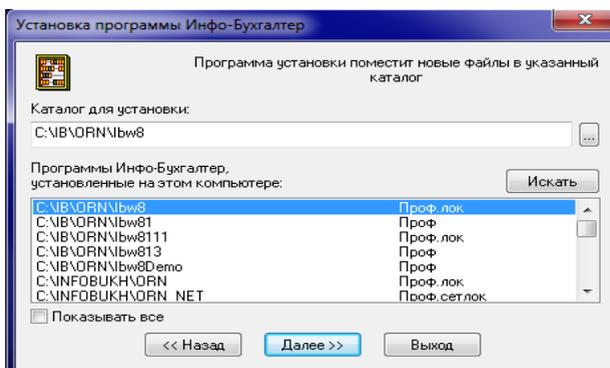 Установка программы Инфо-Бухгалтер
Программа установки поместит новые файлы в указанный
каталог
Каталог для установки:
C:\IB\ORN\Ibw8
...
Программы Инфо-Бухгалтер,
установленные на этом компьютере:
Искать
C:\IB\ORN\Ibw8 Проф.лок
C:\IB\ORN\Ibw81 Проф
C:\IB\ORN\Ibw8111 Проф.лок
C:\IB\ORN\Ibw813 Проф
C:\IB\ORN\Ibw8Demo Проф
C:\INFOBUKH\ORN Проф.лок
C:\INFOBUKH\ORN_NET Проф.сетлок
Показывать все
<< Назад Далее >> Выход